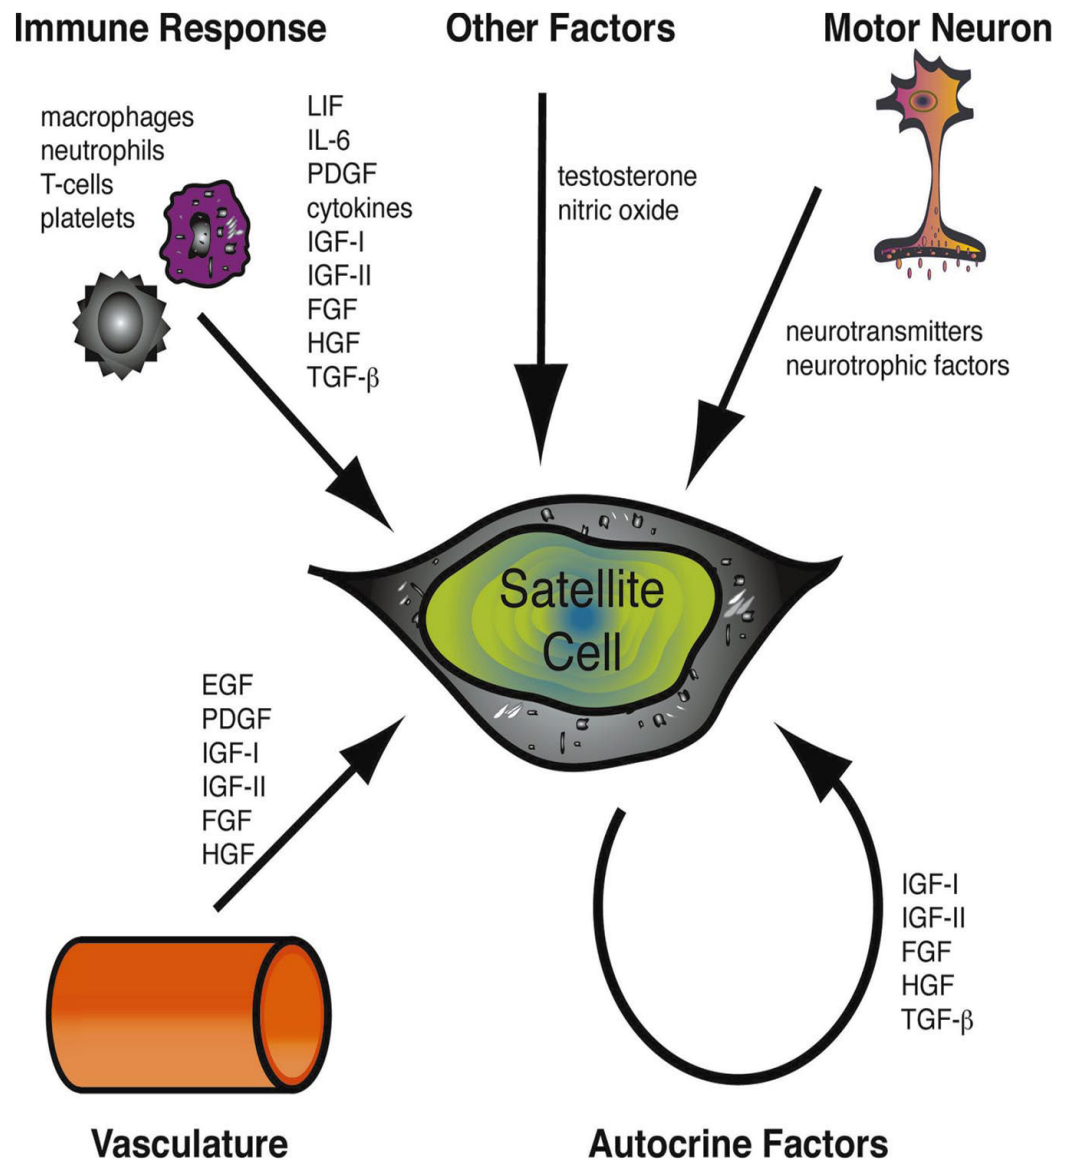 Immune Response
Other Factors
Motor Neuron
macrophages
neutrophils
T-cells
platelets
LIF
IL-6
PDGF
cytokines
IGF-I
IGF-II
FGF
HGF
TGF-β
testosterone
nitric oxide
neurotransmitters
neurotrophic factors
Satellite
Cell
EGF
PDGF
IGF-I
IGF-II
FGF
HGF
IGF-I
IGF-II
FGF
HGF
TGF-β
Vasculature
Autocrine Factors